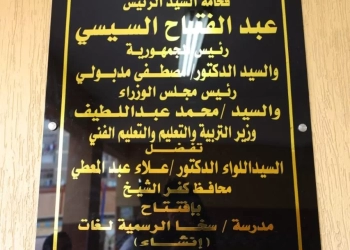 فخامة السيد الرئيس
عبد الفتاح السيسي
رئيس الجمهورية
والسيد الدكتور /مصطفى مدبولي
رئيس مجلس الوزراء
والسيد /محمد عبداللطيف
وزير التربية والتعليم والتعليم الفني
تفضل
السيداللواء الدكتور /علاء عبد المعطي
محافظ كفر الشيخ
بإفتتاح
مدرسة / سخا الرسمية لغات
(إنشاء)